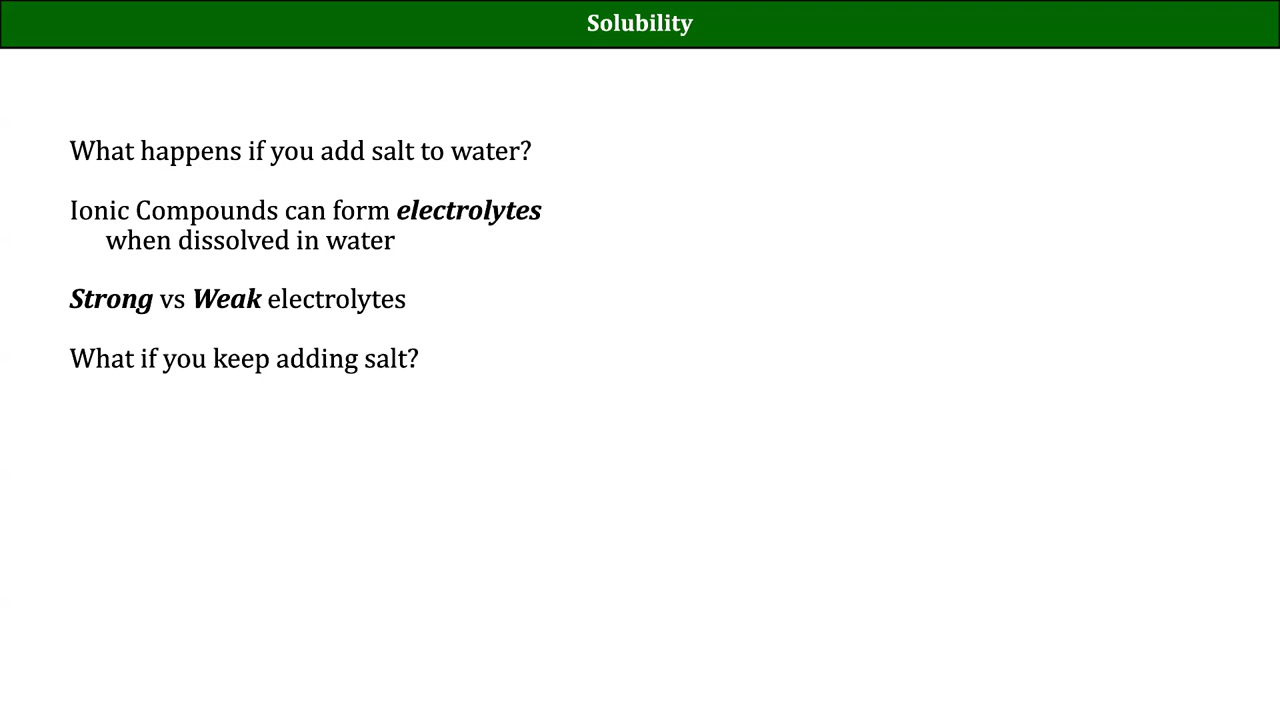 Solubility
What happens if you add salt to water?
Ionic Compounds can form electrolytes
when dissolved in water
Strong vs Weak electrolytes
What if you keep adding salt?